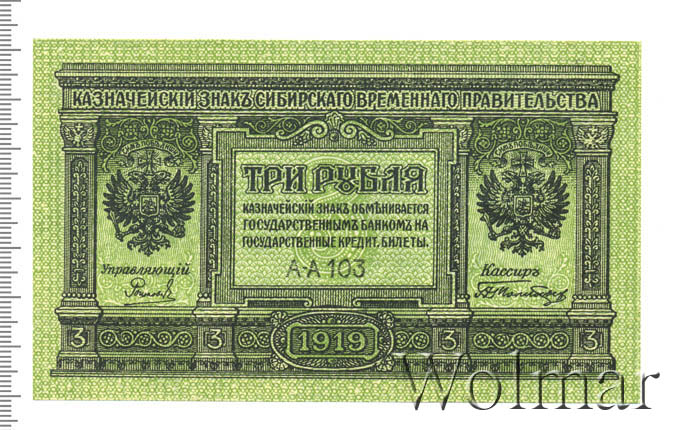 КАЗНАЧЕЙСКІЙ ЗНАКЪ СИБИРСКАГО ВРЕМЕННАГО ПРАВИТЕЛЬСТВА
ТРИ РУБЛЯ
КАЗНАЧЕЙСКІЙ ЗНАКЪ ОБМѢНИВАЕТСЯ
ГОСУДАРСТВЕННЫМЪ БАНКОМЪ НА
ГОСУДАРСТВЕННЫЕ КРЕДИТ. БИЛЕТЫ.
А-А 103
Управляющій
Кассиръ
3 3 1919 3 3
Wolmar